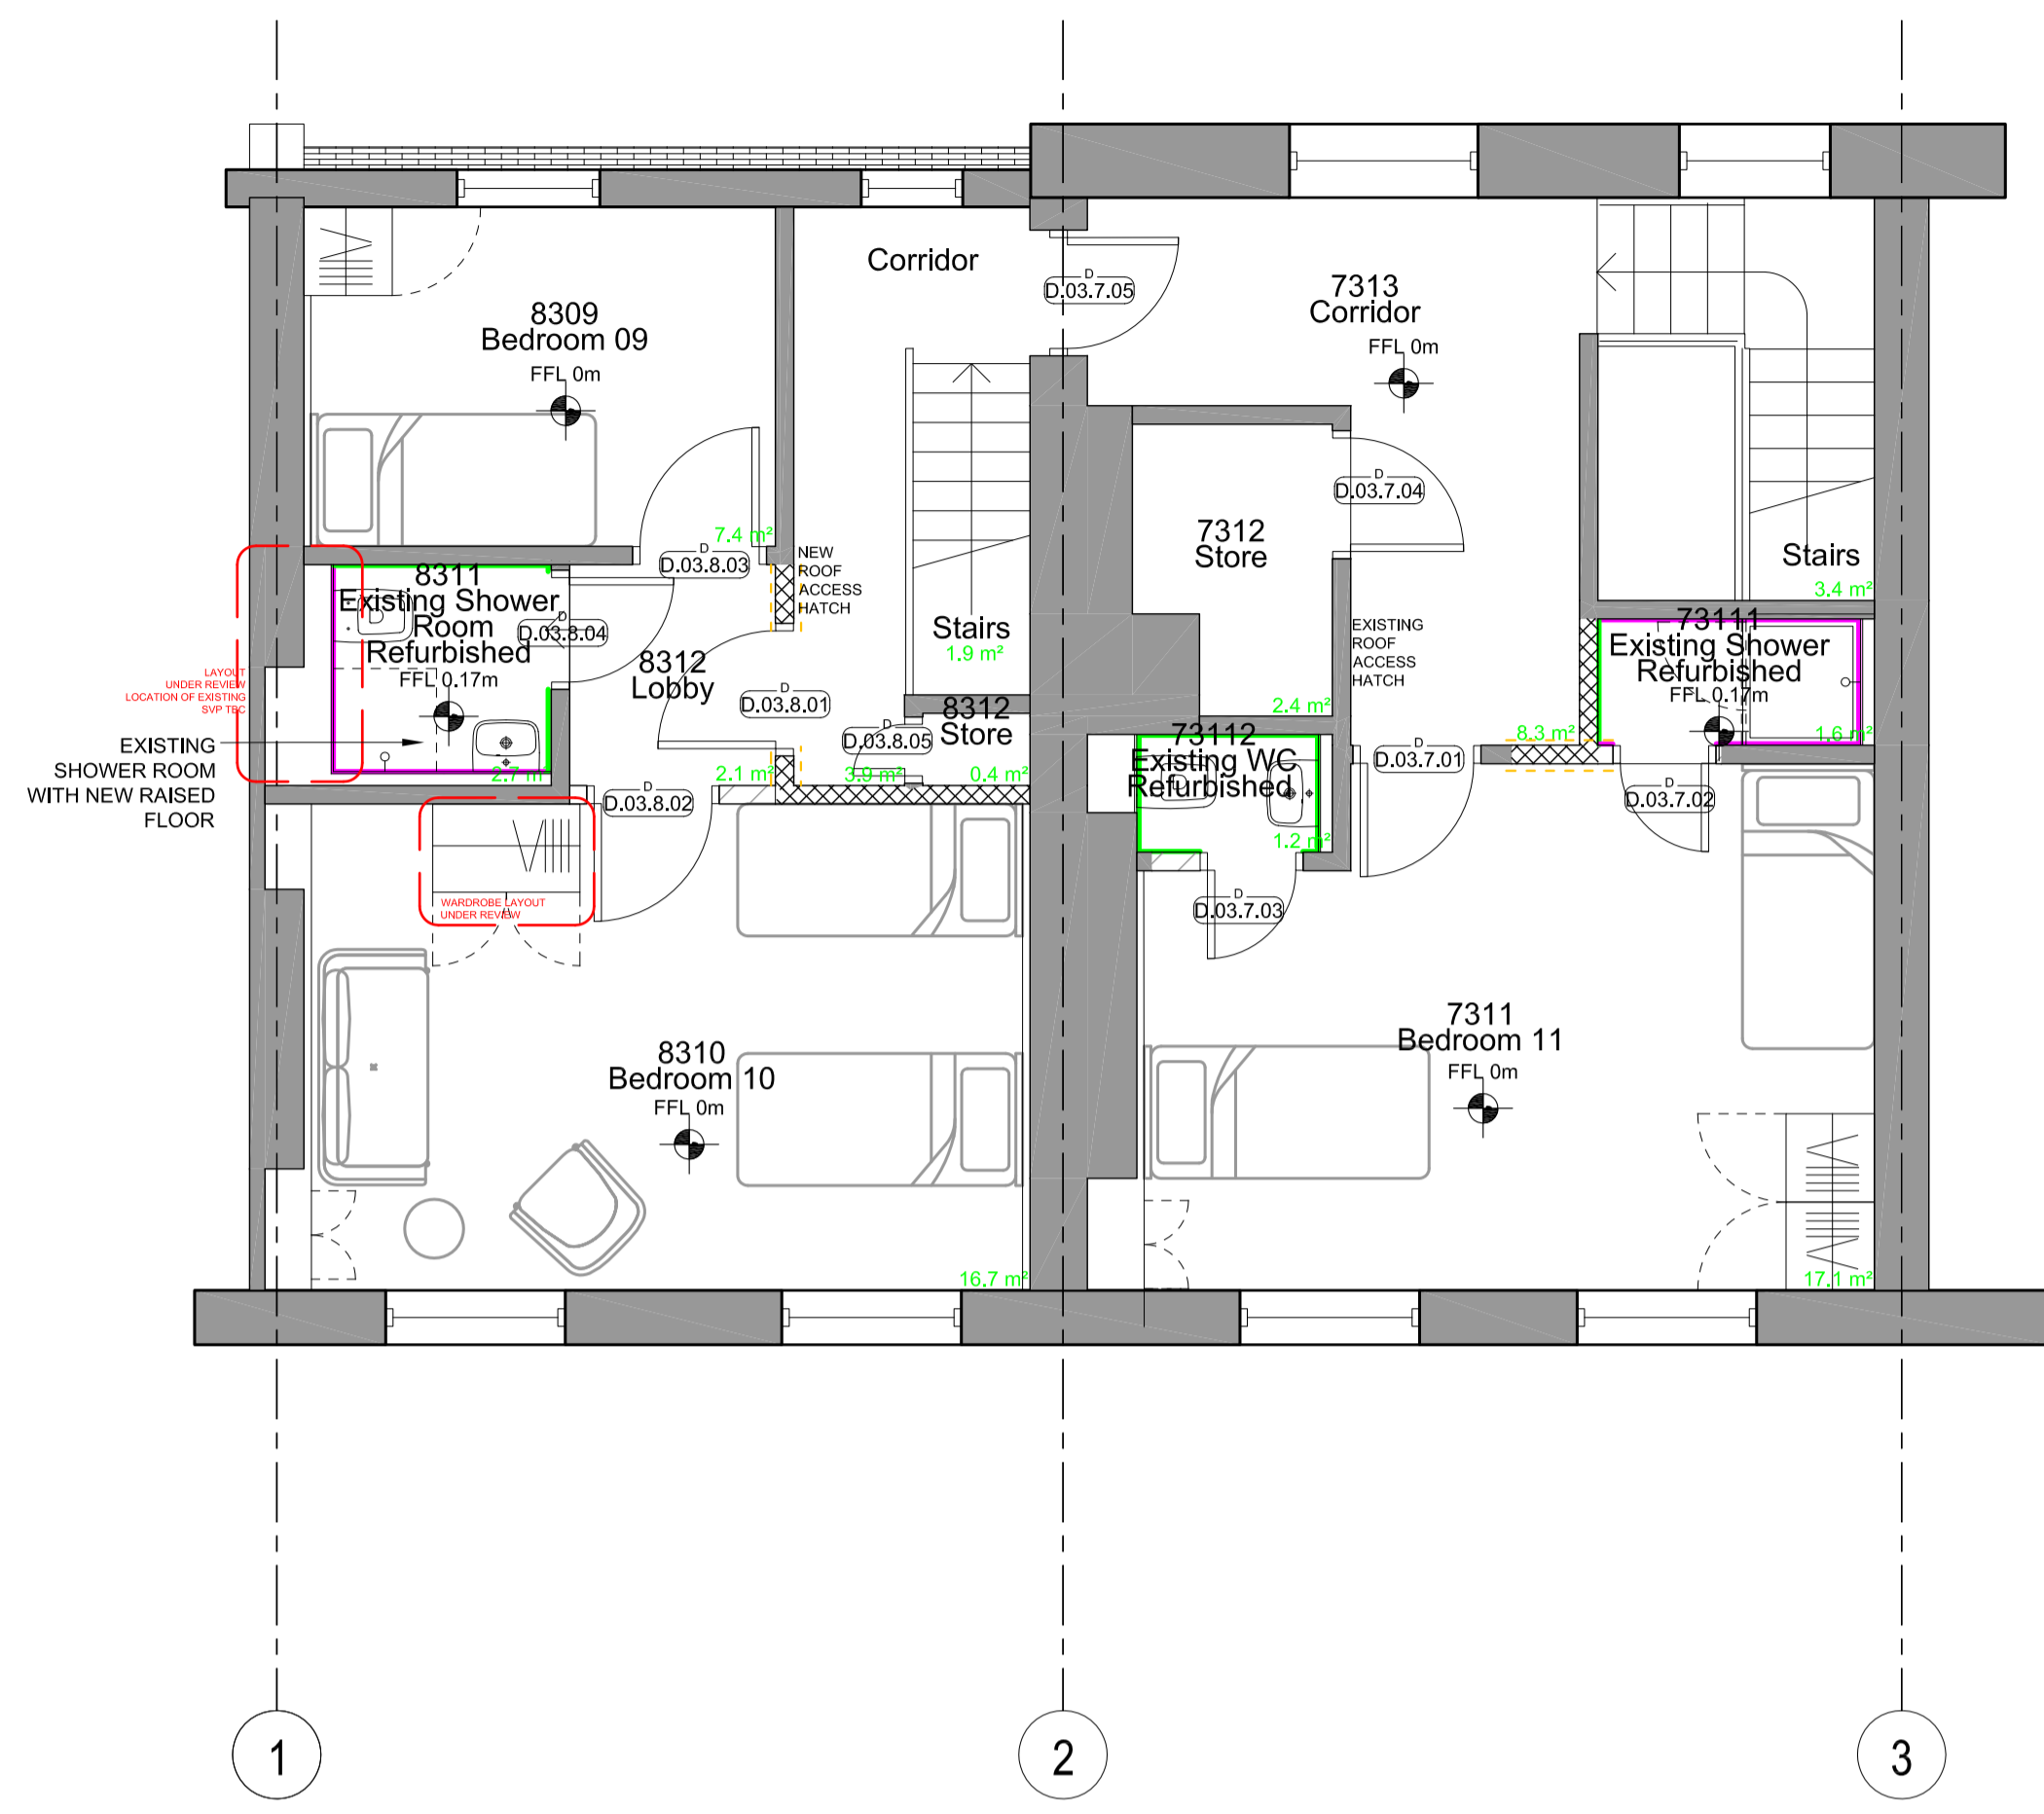 Corridor
D
D.03.7.05
7313
Corridor
FFL 0m
8309
Bedroom 09
FFL 0m
D
D.03.7.04
7312
Store
7.4 m²
NEW
ROOF
ACCESS
HATCH
D
D.03.8.03
Stairs
3.4 m²
8311
Existing Shower
Room
Refurbished
FFL 0.17m
D
D.03.8.04
Stairs
1.9 m²
EXISTING
ROOF
ACCESS
HATCH
73111
Existing Shower
Refurbished
FFL 0.17m
8312
Lobby
LAYOUT
UNDER REVIEW
LOCATION OF EXISTING
SVP TBC
D
D.03.8.01
2.4 m²
8312
Store
D
D.03.8.05
EXISTING
SHOWER ROOM
WITH NEW RAISED
FLOOR
73112
Existing WC
Refurbished
8.3 m²
1.6 m²
D
D.03.7.01
2.7 m²
2.1 m²
3.9 m²
0.4 m²
D
D.03.8.02
D
D.03.7.02
1.2 m²
WARDROBE LAYOUT
UNDER REVIEW
D
D.03.7.03
7311
Bedroom 11
FFL 0m
8310
Bedroom 10
FFL 0m
16.7 m²
17.1 m²
1
2
3